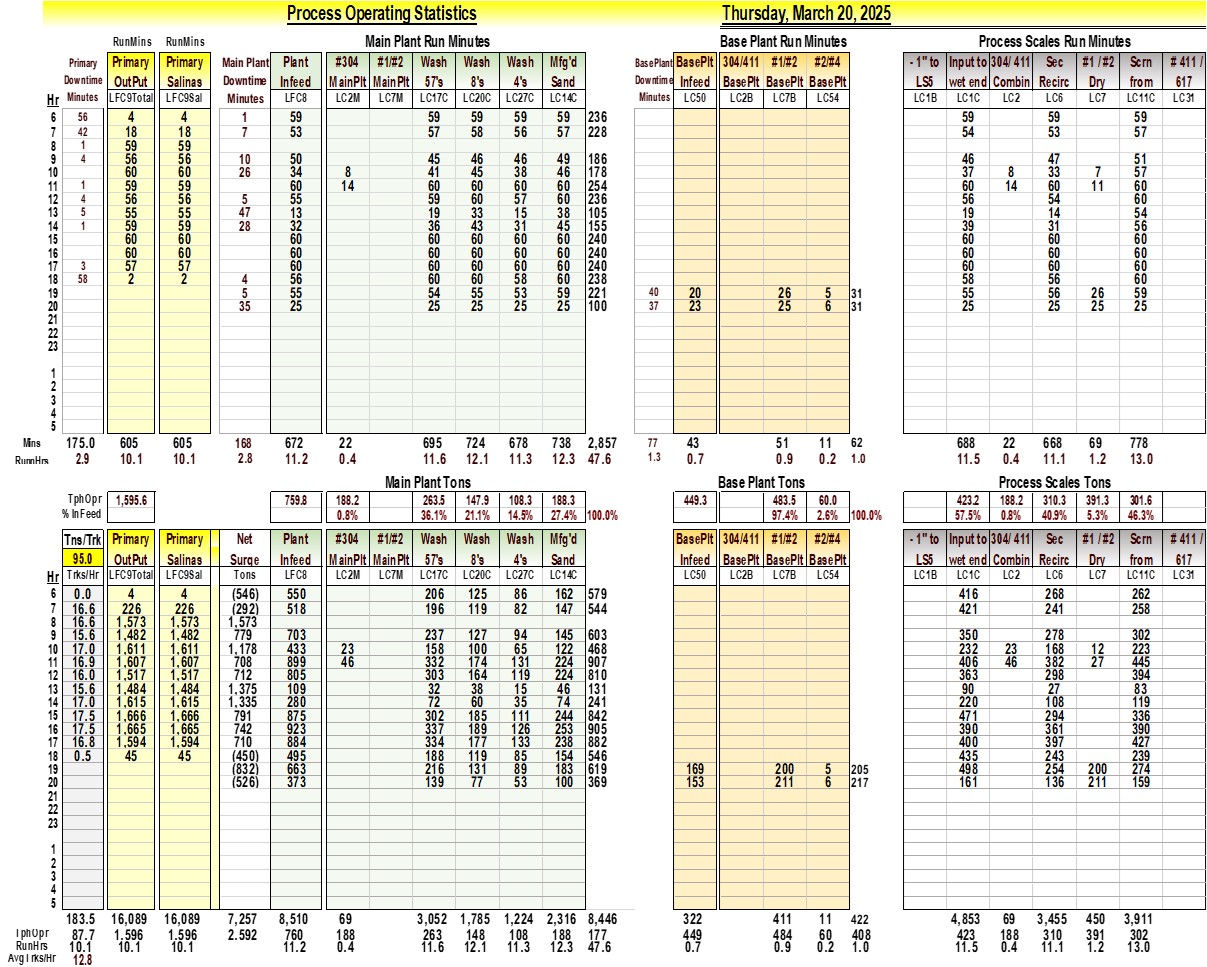 Process Operating Statistics Thursday, March 20, 2025
RunMins RunMins Main Plant Run Minutes Base Plant Run Minutes Process Scales Run Minutes
Primary Primary Primary Main Plant Plant #304 #1/#2 Wash Wash Wash Mfg'd BasePlant BasePlt 304/411 #1/#2 #2/#4 - 1" to Input to 304/ 411 Sec #1 / #2 Scrn # 411 /
Downtime OutPut Salinas Downtime Infeed MainPlt MainPlt 57's 8's 4's Sand Downtime Infeed BasePlt BasePlt BasePlt LS5 wet end Combin Recirc Dry from 617
Hr Minutes LFC9Total LFC9Sal Minutes LFC8 LC2M LC7M LC17C LC20C LC27C LC14C Minutes LC50 LC2B LC7B LC54 LC1B LC1C LC2 LC6 LC7 LC11C LC31
6 56 4 4 1 59 59 59 59 59 236 59 59 59
7 42 18 18 7 53 57 58 56 57 228 54 53 57
8 1 59 59
9 4 56 56 10 50 45 46 46 49 186 46 47 51
10 60 60 26 34 8 41 45 38 46 178 37 8 33 7 57
11 1 59 59 60 14 60 60 60 60 254 60 14 60 11 60
12 4 56 56 5 55 59 60 57 60 236 56 54 60
13 5 55 55 47 13 19 33 15 38 105 19 14 54
14 1 59 59 28 32 36 43 31 45 155 39 31 56
15 60 60 60 60 60 60 60 240 60 60 60
16 60 60 60 60 60 60 60 240 60 60 60
17 3 57 57 60 60 60 60 60 240 60 60 60
18 58 2 2 4 56 60 60 58 60 238 58 56 60
19 5 55 54 55 53 59 221 40 20 26 5 31 55 56 26 59
20 35 25 25 25 25 25 100 37 23 25 6 31 25 25 25 25
21
22
23
1
2
3
4
5
Mins 175.0 605 605 168 672 22 695 724 678 738 2,857 77 43 51 11 62 688 22 668 69 778
RunnHrs 2.9 10.1 10.1 2.8 11.2 0.4 11.6 12.1 11.3 12.3 47.6 1.3 0.7 0.9 0.2 1.0 11.5 0.4 11.1 1.2 13.0
Main Plant Tons Base Plant Tons Process Scales Tons
TphOpr 1,595.6 759.8 188.2 263.5 147.9 108.3 188.3 449.3 483.5 60.0 423.2 188.2 310.3 391.3 301.6
% InFeed 0.8% 36.1% 21.1% 14.5% 27.4% 100.0% 97.4% 2.6% 100.0% 57.5% 0.8% 40.9% 5.3% 46.3%
Tns/Trk Primary Primary Net Plant #304 #1/#2 Wash Wash Wash Mfg'd BasePlt 304/411 #1/#2 #2/#4 - 1" to Input to 304/ 411 Sec #1 / #2 Scrn # 411 /
95.0 OutPut Salinas Surge Infeed MainPlt MainPlt 57's 8's 4's Sand Infeed BasePlt BasePlt BasePlt LS5 wet end Combin Recirc Dry from 617
Hr Trks/Hr LFC9Total LFC9Sal Tons LFC8 LC2M LC7M LC17C LC20C LC27C LC14C LC50 LC2B LC7B LC54 LC1B LC1C LC2 LC6 LC7 LC11C LC31
6 0.0 4 4 (546) 550 206 125 86 162 579 416 268 262
7 16.6 226 226 (292) 518 196 119 82 147 544 421 241 258
8 16.6 1,573 1,573 1,573
9 15.6 1,482 1,482 779 703 237 127 94 145 603 350 278 302
10 17.0 1,611 1,611 1,178 433 23 158 100 65 122 468 232 23 168 12 223
11 16.9 1,607 1,607 708 899 46 332 174 131 224 907 406 46 382 27 445
12 16.0 1,517 1,517 712 805 303 164 119 224 810 363 298 394
13 15.6 1,484 1,484 1,375 109 32 38 15 46 131 90 27 83
14 17.0 1,615 1,615 1,335 280 72 60 35 74 241 220 108 119
15 17.5 1,666 1,666 791 875 302 185 111 244 842 471 294 336
16 17.5 1,665 1,665 742 923 337 189 126 253 905 390 361 390
17 16.8 1,594 1,594 710 884 334 177 133 238 882 400 397 427
18 0.5 45 45 (450) 495 188 119 85 154 546 435 243 239
19 (832) 663 216 131 89 183 619 169 200 5 205 498 254 200 274
20 (526) 373 139 77 53 100 369 153 211 6 217 161 136 211 159
21
22
23
1
2
3
4
5
183.5 16,089 16,089 7,257 8,510 69 3,052 1,785 1,224 2,316 8,446 322 411 11 422 4,853 69 3,455 450 3,911
TphOpr 87.7 1,596 1,596 2.592 760 188 263 148 108 188 177 449 484 60 408 423 188 310 391 302
RunHrs 10.1 10.1 10.1 11.2 0.4 11.6 12.1 11.3 12.3 47.6 0.7 0.9 0.2 1.0 11.5 0.4 11.1 1.2 13.0
AvgTrks/Hr 12.8